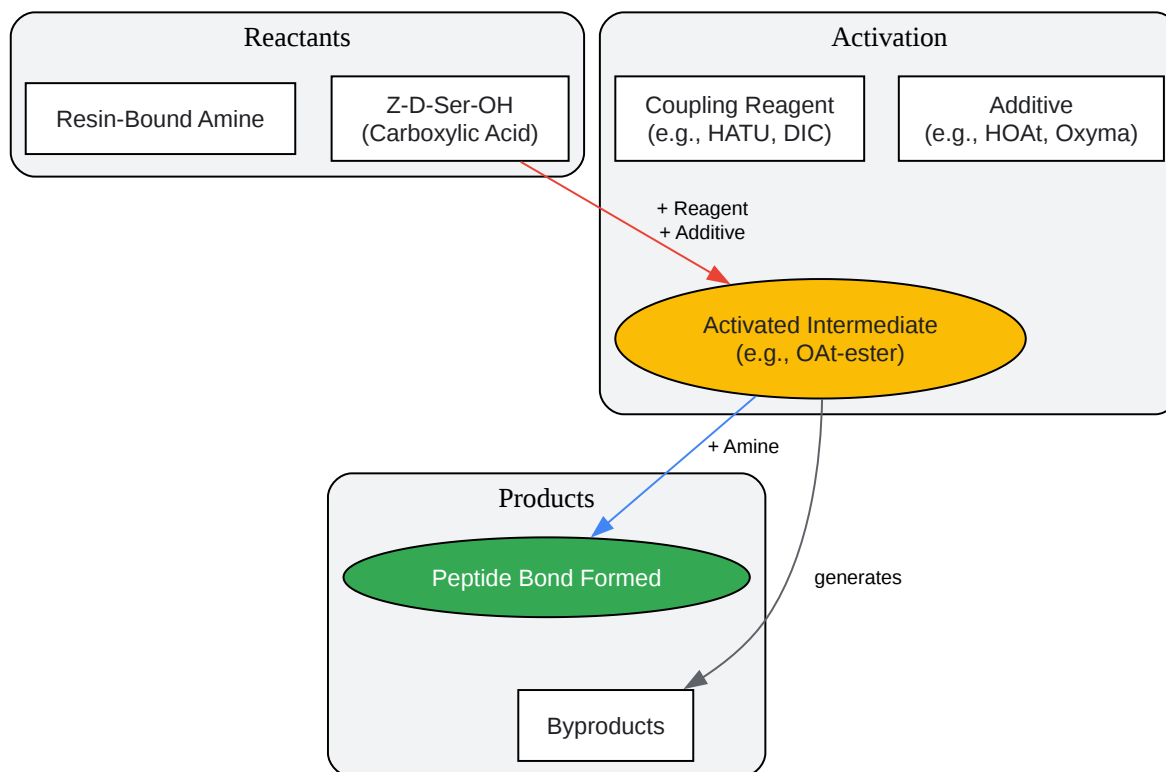 Reactants
Activation
Resin-Bound Amine
Z-D-Ser-OH
(Carboxylic Acid)
Coupling Reagent
(e.g., HATU, DIC)
Additive
(e.g., HOAt, Oxyma)
+ Reagent
+ Additive
Activated Intermediate
(e.g., OAt-ester)
+ Amine
Products
Peptide Bond Formed
generates
Byproducts